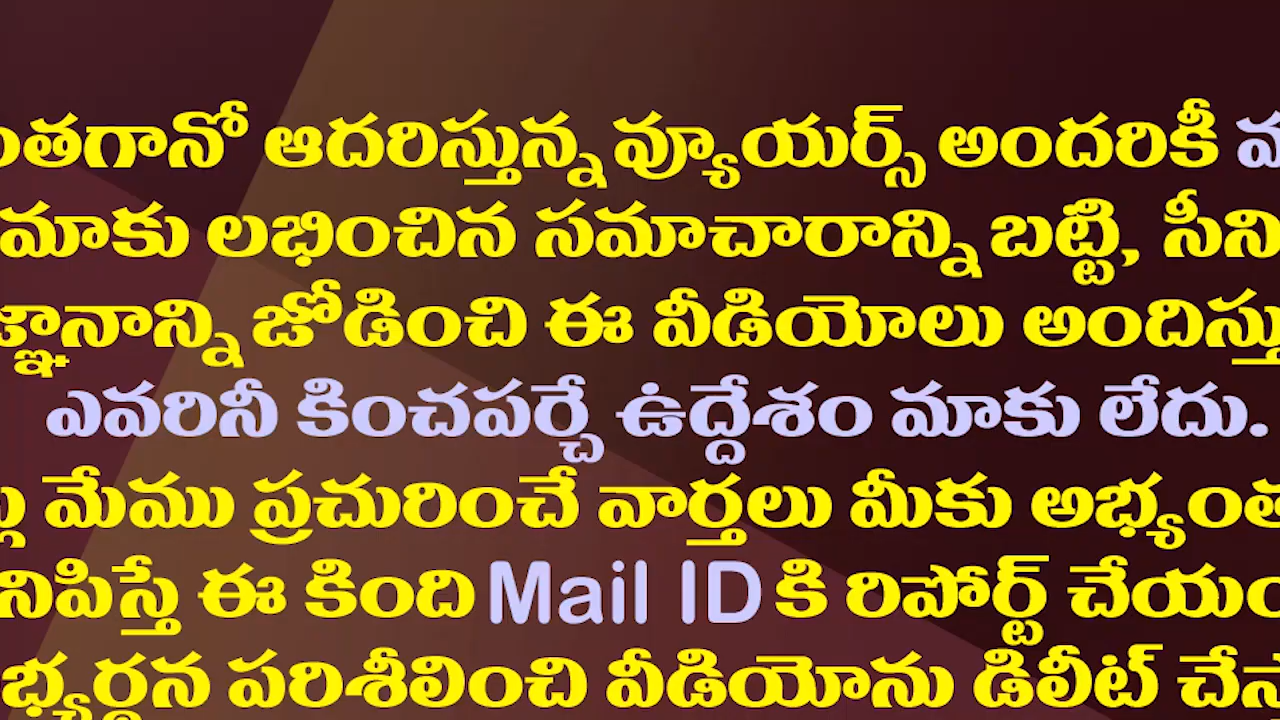 ంతగానో ఆదరిస్తున్న వ్యూయర్స్ అందరికీ
మాకు లభించిన సమాచారాన్ని బట్టి, సీని
జ్ఞానాన్ని జోడించి ఈ వీడియోలు అందిస్తు
ఎవరినీ కించపర్చే ఉద్దేశం మాకు లేదు.
మేము ప్రచురించే వార్తలు మీకు అభ్యంత
నిపిస్తే ఈ కింది Mail ID కి రిపోర్ట్ చేయం
భ్యర్థన పరిశీలించి వీడియోను డిలీట్ చేస